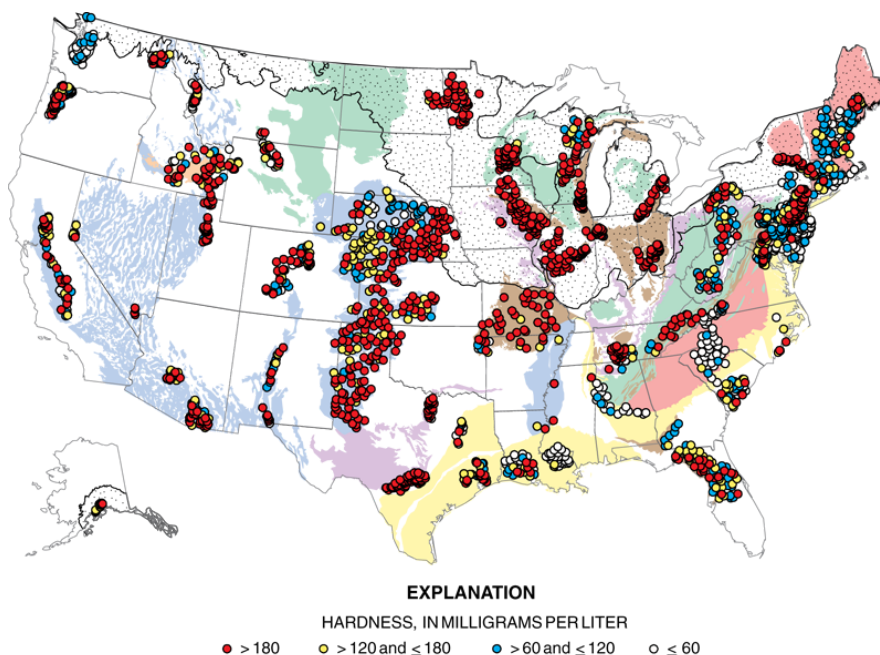 EXPLANATION
HARDNESS, IN MILLIGRAMS PER LITER
> 180 > 120 and ≤ 180 > 60 and ≤ 120 ≤ 60